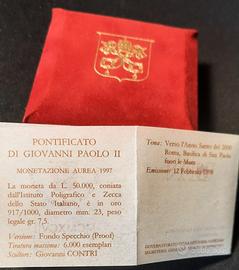 PONTIFICATO
DI GIOVANNI PAOLO II
MONETAZIONE AUREA 1997
La moneta da L. 50.000, coniata
dall'Istituto Poligrafico e Zecca
dello Stato Italiano, è in oro
917/1000, diametro mm. 23, peso
legale gr. 7,5.
Versione: Fondo Specchio (Proof)
Tiratura massima: 6.000 esemplari
Scultore: Giovanni CONTRI
Tema: Verso l'Anno Santo del 2000
Roma, Basilica di San Paolo
fuori le Mura
Emissione: 12 Febbraio 1998